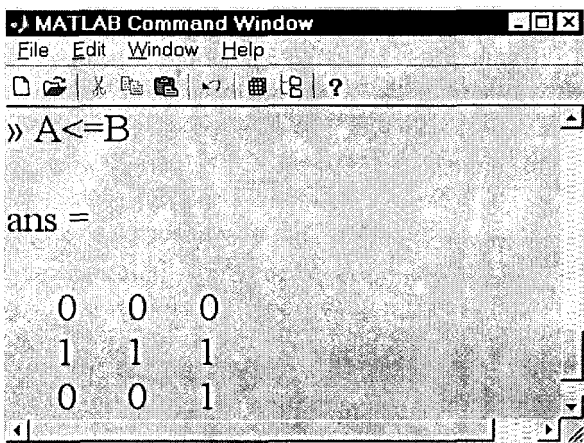 MATLAB Command Window
File Edit Window Help
?
» A<=B
ans =
0 0 0
1 1 1
0 0 1